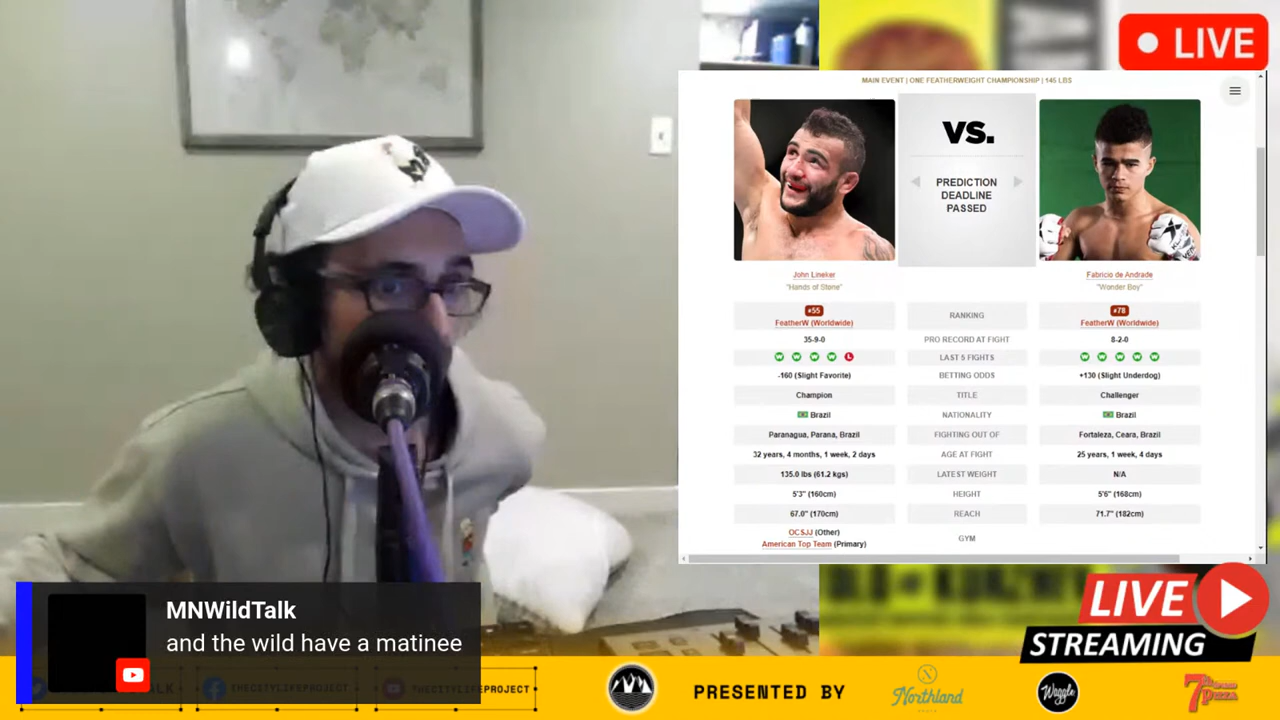 LIVE
MAIN EVENT | ONE FEATHERWEIGHT CHAMPIONSHIP | 145 LBS
VS.
PREDICTION
DEADLINE
PASSED
John Lineker
"Hands of Stone"
Fabricio de Andrade
"Wonder Boy"
#55
FeatherW (Worldwide)
RANKING
#78
FeatherW (Worldwide)
35-9-0
PRO RECORD AT FIGHT
8-2-0
W W W W L
LAST 5 FIGHTS
W W W W W
-160 (Slight Favorite)
BETTING ODDS
+130 (Slight Underdog)
Champion
TITLE
Challenger
Brazil
NATIONALITY
Brazil
Paranagua, Parana, Brazil
FIGHTING OUT OF
Fortaleza, Ceara, Brazil
32 years, 4 months, 1 week, 2 days
AGE AT FIGHT
25 years, 1 week, 4 days
135.0 lbs (61.2 kgs)
LATEST WEIGHT
N/A
5'3" (160cm)
HEIGHT
5'6" (168cm)
67.0" (170cm)
REACH
71.7" (182cm)
OCSJJ (Other)
American Top Team (Primary)
GYM
MNWildTalk
and the wild have a matinee
LIVE
STREAMING
THECITYLIFEPROJECT
PRESENTED BY
Northland
Waggle